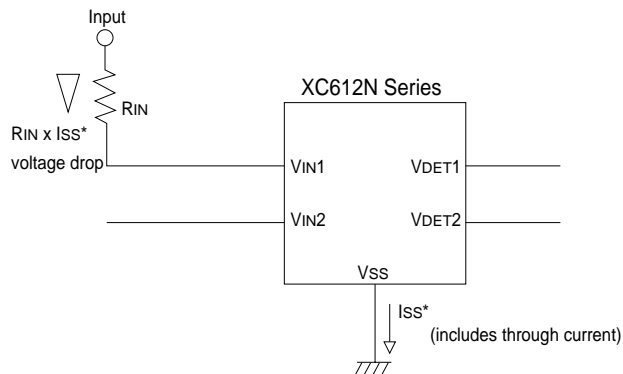 Input
XC612N Series
RIN
RIN x ISS*
voltage drop
VIN1
VDET1
VIN2
VDET2
VSS
ISS*
(includes through current)